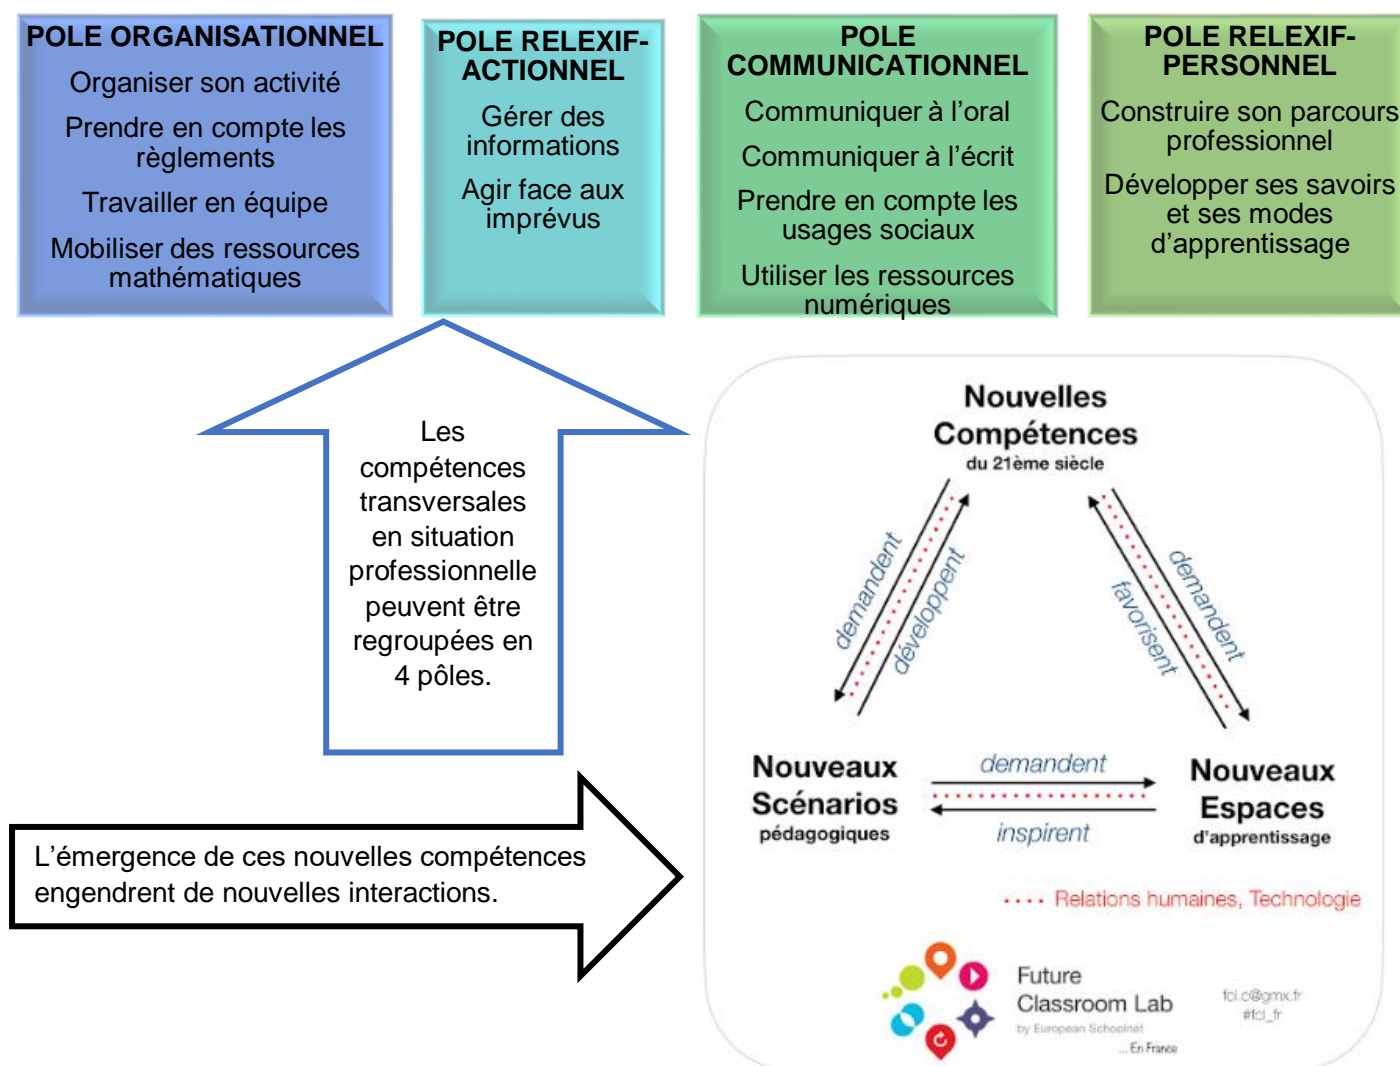 POLE ORGANISATIONNEL
Organiser son activité
Prendre en compte les
règlements
Travailler en équipe
Mobiliser des ressources
mathématiques
POLE RELEXIF-
ACTIONNEL
Gérer des
informations
Agir face aux
imprévus
POLE
COMMUNICATIONNEL
Communiquer à l'oral
Communiquer à l'écrit
Prendre en compte les
usages sociaux
Utiliser les ressources
numériques
POLE RELEXIF-
PERSONNEL
Construire son parcours
professionnel
Développer ses savoirs
et ses modes
d'apprentissage
Les
compétences
transversales
en situation
professionnelle
peuvent être
regroupées en
4 pôles.
L'émergence de ces nouvelles compétences
engendrent de nouvelles interactions.
Nouvelles
Compétences
du 21ème siècle
demandent
développent
demandent
favorisent
Nouveaux
Scénarios
pédagogiques
demandent
inspirent
Nouveaux
Espaces
d'apprentissage
.... Relations humaines, Technologie
Future
Classroom Lab
by European Schoolnet
... En France
fcl.c@gmx.fr
#fcl_fr